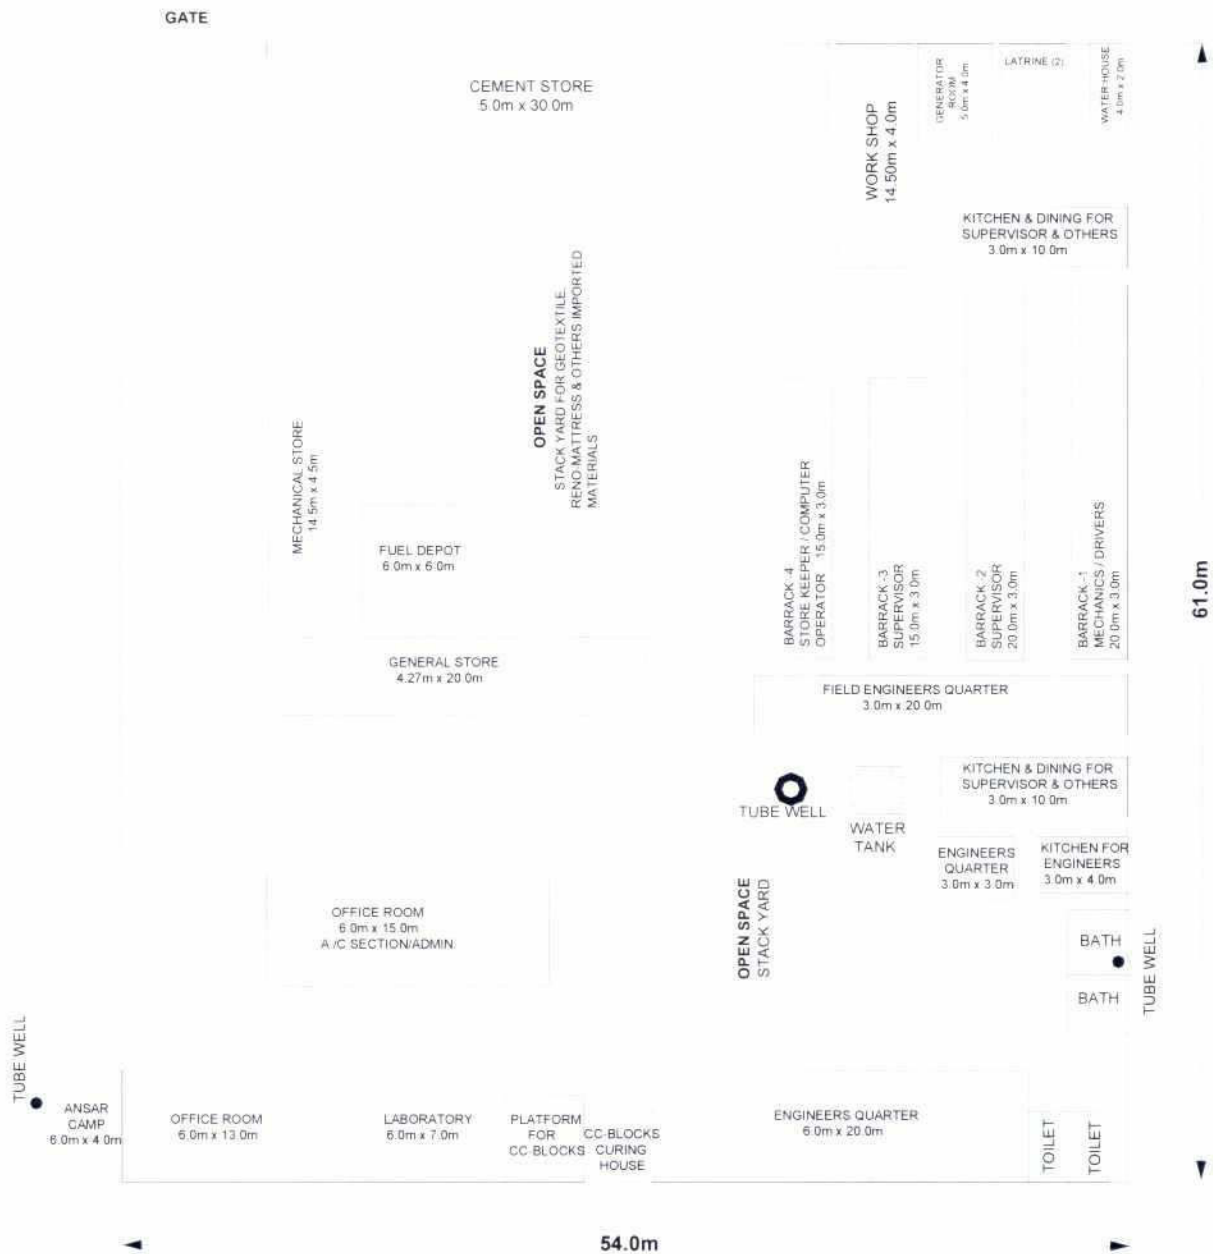 GATE
CEMENT STORE
5.0m x 30.0m
WORK SHOP
14.50m x 4.0m
GENERATOR
ROOM
5.0m x 4.0m
LATRINE (2)
WATER HOUSE
4.0m x 2.0m
KITCHEN & DINING FOR
SUPERVISOR & OTHERS
3.0m x 10.0m
OPEN SPACE
STACK YARD FOR GEOTEXTILE,
RENO-MATTRESS & OTHERS IMPORTED
MATERIALS
MECHANICAL STORE
14.5m x 4.5m
FUEL DEPOT
6.0m x 6.0m
GENERAL STORE
4.27m x 20.0m
BARRACK -4
STORE KEEPER / COMPUTER
OPERATOR 15.0m x 3.0m
BARRACK -3
SUPERVISOR
15.0m x 3.0m
BARRACK -2
SUPERVISOR
20.0m x 3.0m
BARRACK -1
MECHANICS / DRIVERS
20.0m x 3.0m
61.0m
FIELD ENGINEERS QUARTER
3.0m x 20.0m
KITCHEN & DINING FOR
SUPERVISOR & OTHERS
3.0m x 10.0m
TUBE WELL
WATER
TANK
ENGINEERS
QUARTER
3.0m x 3.0m
KITCHEN FOR
ENGINEERS
3.0m x 4.0m
OFFICE ROOM
6.0m x 15.0m
A /C SECTION/ADMIN.
OPEN SPACE
STACK YARD
BATH
BATH
TUBE WELL
TUBE WELL
ANSAR
CAMP
6.0m x 4.0m
OFFICE ROOM
6.0m x 13.0m
LABORATORY
6.0m x 7.0m
PLATFORM
FOR
CC-BLOCKS
CC-BLOCKS
CURING
HOUSE
ENGINEERS QUARTER
6.0m x 20.0m
TOILET
TOILET
54.0m